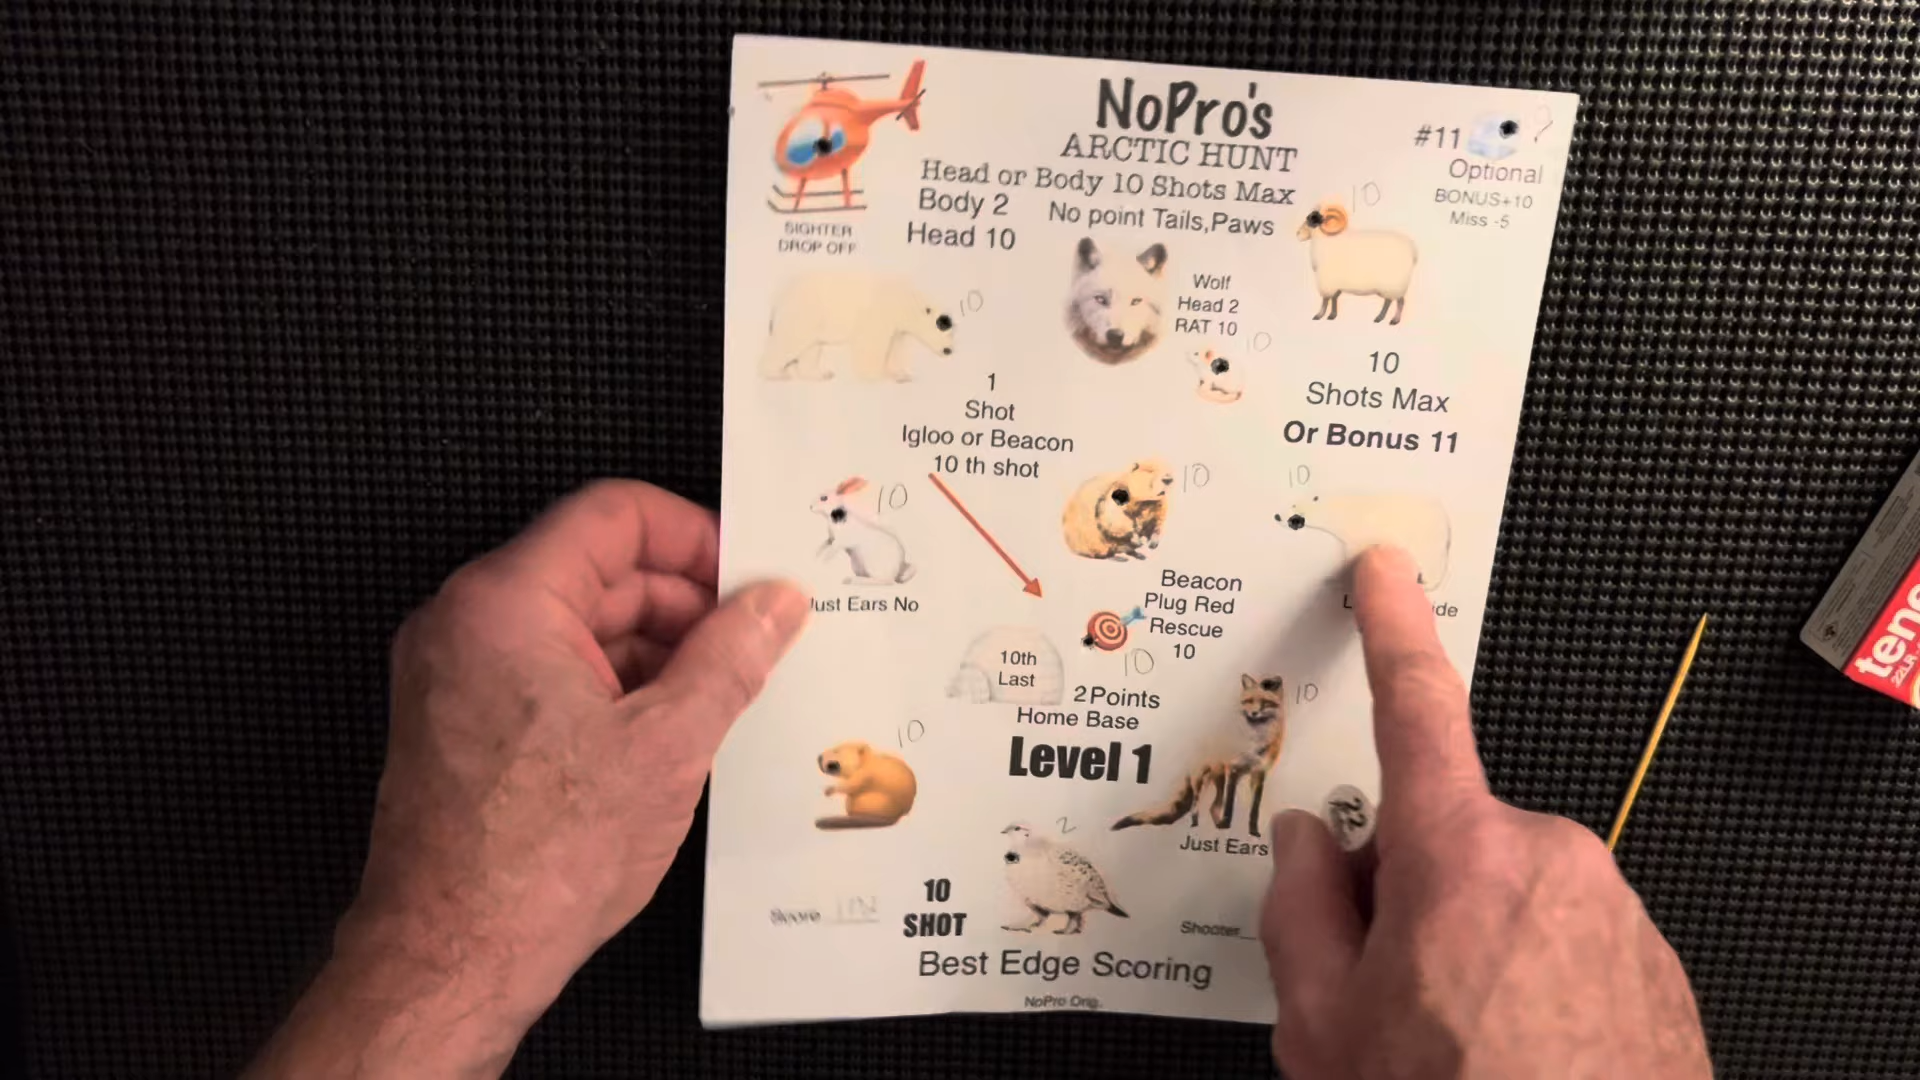 NoPro's
ARCTIC HUNT
Head or Body 10 Shots Max
Body 2
Head 10
No point Tails,Paws
#11
?
Optional
BONUS+10
Miss -5
SIGHTER
DROP OFF
10
10
Wolf
Head 2
RAT 10
10
10
Shots Max
Or Bonus 11
1
Shot
Igloo or Beacon
10 th shot
10
10
10
Just Ears No
Beacon
Plug Red
Rescue
10
10
10th
Last
2 Points
Home Base
10
10
Level 1
Just Ears
2
Score
10
SHOT
Shooter
Best Edge Scoring
NoPro Orig.
22LR